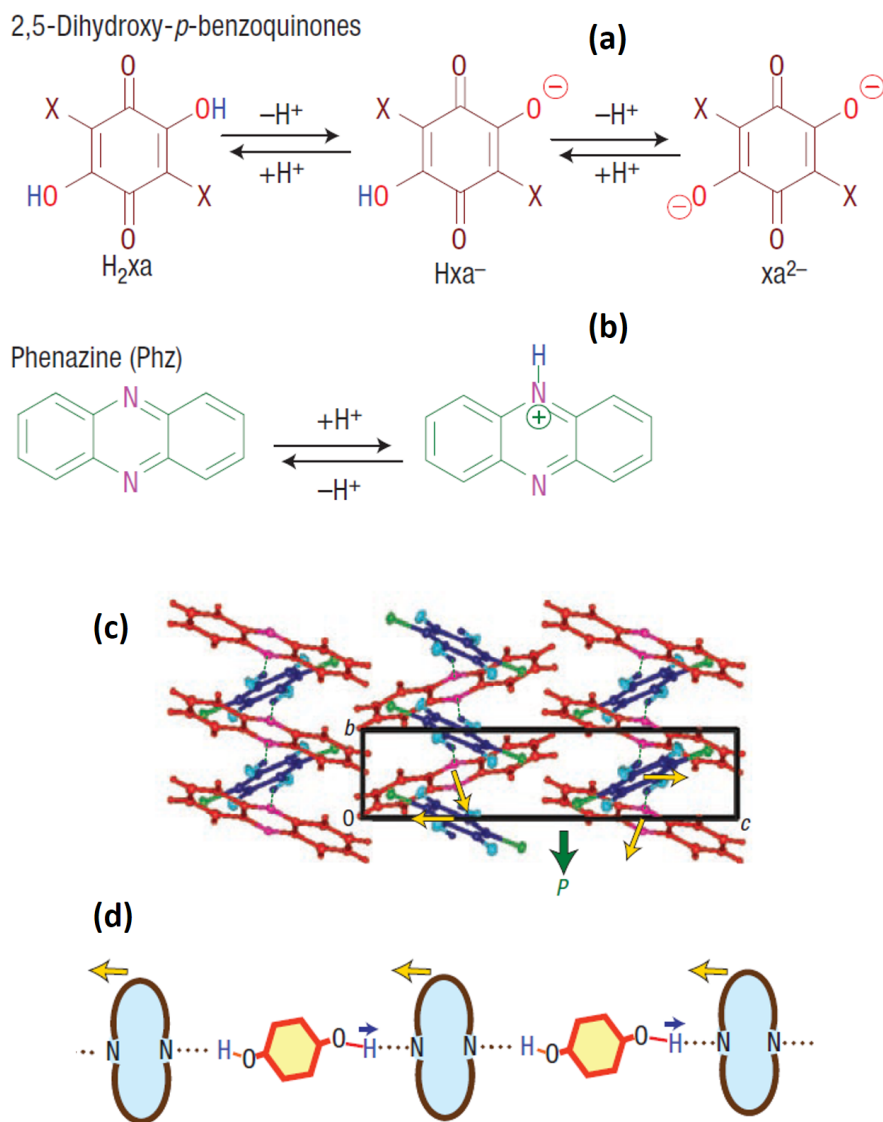 2,5-Dihydroxy-p-benzoquinones
(a)
O O O
X OH −H⁺ X O⊖ −H⁺ X O⊖
+H⁺ +H⁺
HO X HO X ⊖O X
O O O
H₂xa Hxa⁻ xa²⁻
(b)
Phenazine (Phz) H
N N
+H⁺ ⊕
N −H⁺ N
(c)
b
0 c
P
(d)
N N H O O H N N H O O H N N